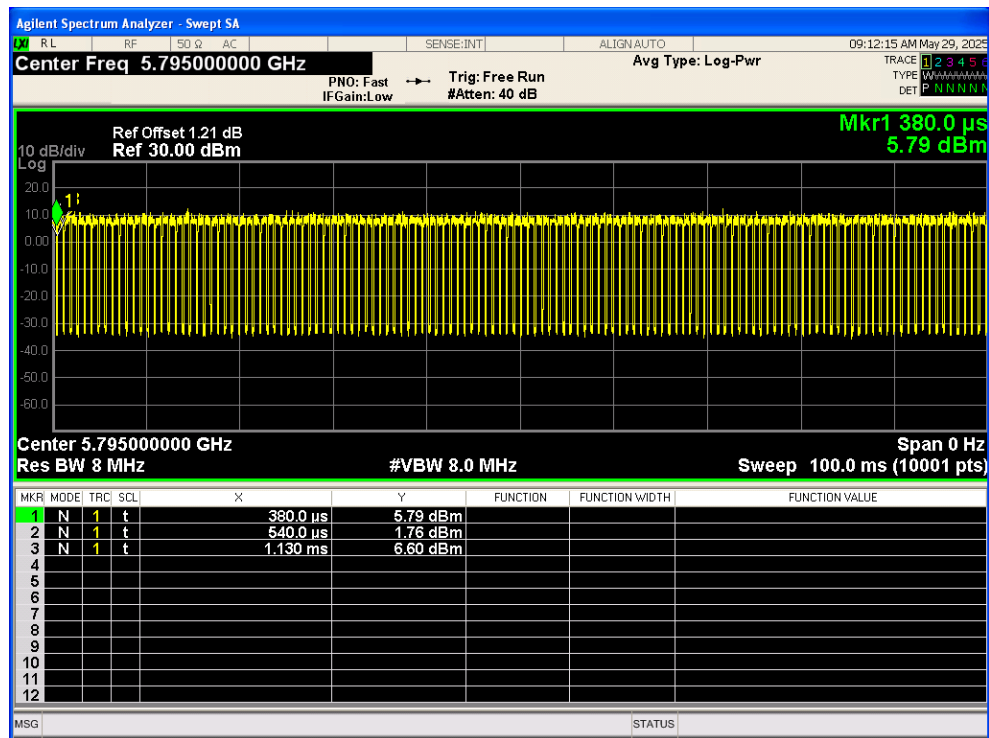 Agilent Spectrum Analyzer - Swept SA
LXI RL RF 50 Ω AC SENSE:INT ALIGN AUTO 09:12:15 AM May 29, 2025
Center Freq 5.795000000 GHz Avg Type: Log-Pwr TRACE 1 2 3 4 5 6
PNO: Fast Trig: Free Run TYPE WWWWWW
IFGain:Low #Atten: 40 dB DET P N N N N N
Mkr1 380.0 µs
Ref Offset 1.21 dB
10 dB/div Ref 30.00 dBm 5.79 dBm
Log
20.0
1
10.0
0.00
-10.0
-20.0
-30.0
-40.0
-50.0
-60.0
Center 5.795000000 GHz Span 0 Hz
Res BW 8 MHz #VBW 8.0 MHz Sweep 100.0 ms (10001 pts)
MKR MODE TRC SCL X Y FUNCTION FUNCTION WIDTH FUNCTION VALUE
1 N 1 t 380.0 µs 5.79 dBm
2 N 1 t 540.0 µs 1.76 dBm
3 N 1 t 1.130 ms 6.60 dBm
4
5
6
7
8
9
10
11
12
MSG STATUS